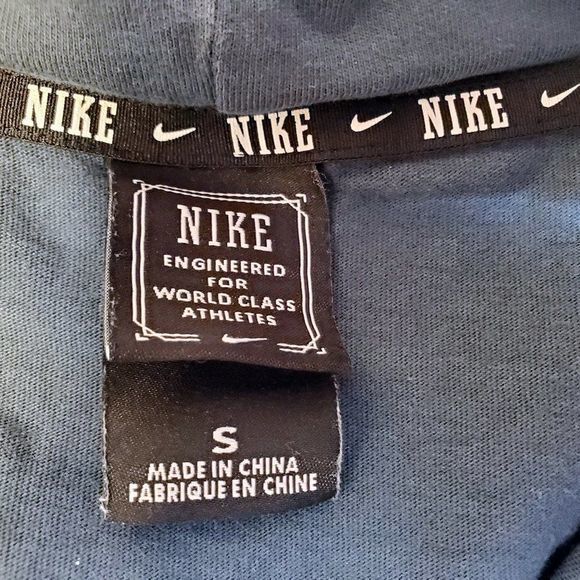 NIKE NIKE NIKE
NIKE
ENGINEERED
FOR
WORLD CLASS
ATHLETES
S
MADE IN CHINA
FABRIQUE EN CHINE